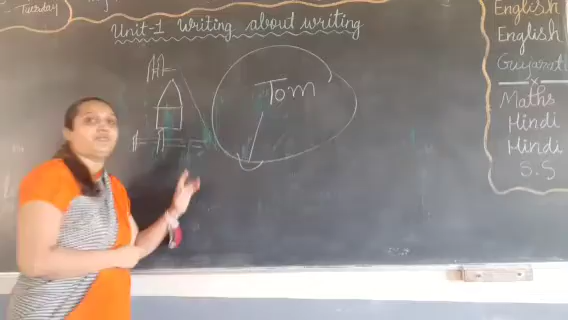 Tuesday
Unit-1 Writing about writing
Tom
English
English
Gujarati
Maths
Hindi
Hindi
S.S